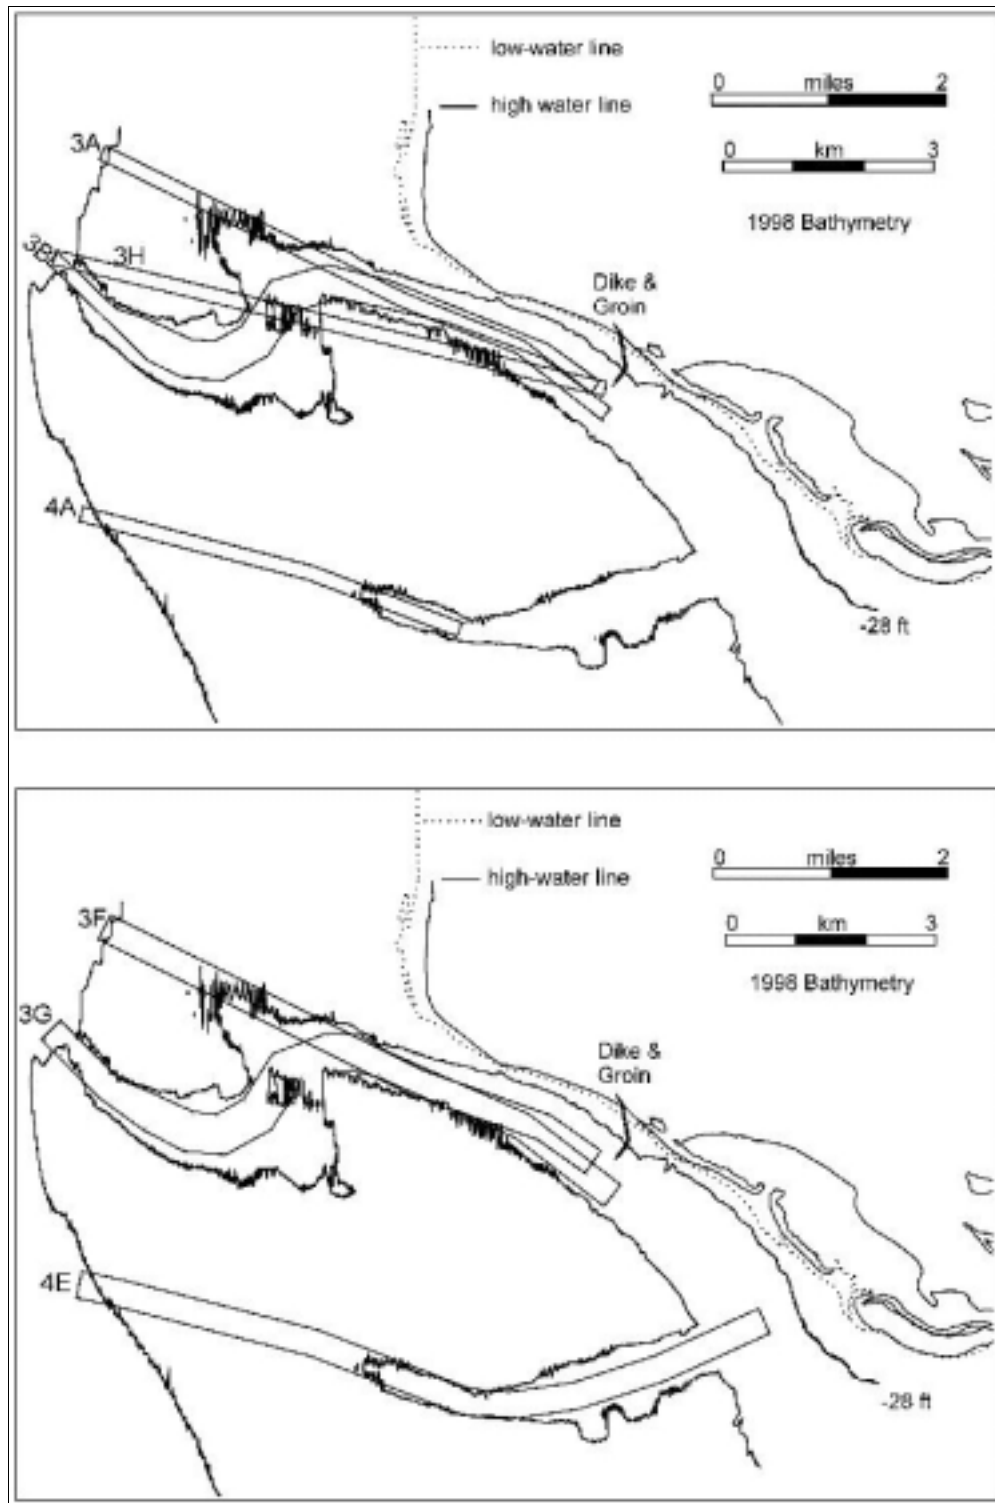 low-water line
0 miles 2
high water line
0 km 3
3A
1998 Bathymetry
3B
3H
Dike &
Groin
4A
-28 ft
low-water line
0 miles 2
high-water line
3F
0 km 3
1998 Bathymetry
3G
Dike &
Groin
4E
-28 ft